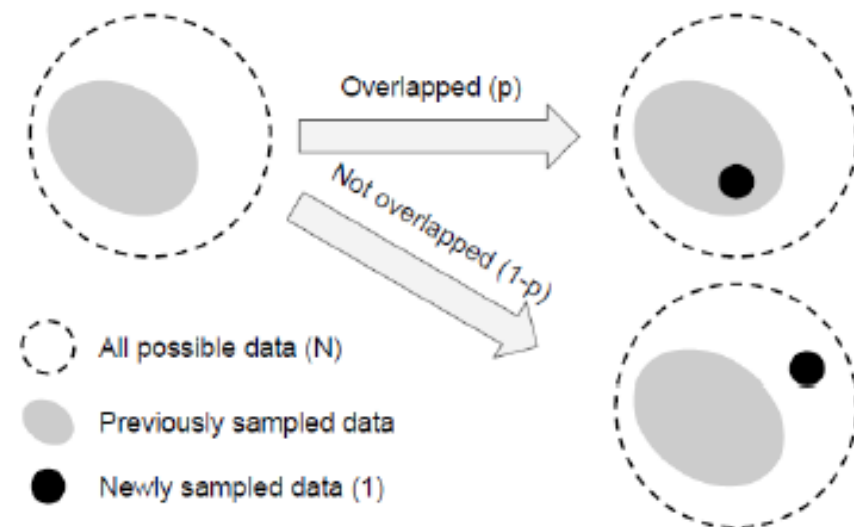 Overlapped (p)
Not overlapped (1-p)
All possible data (N)
Previously sampled data
Newly sampled data (1)